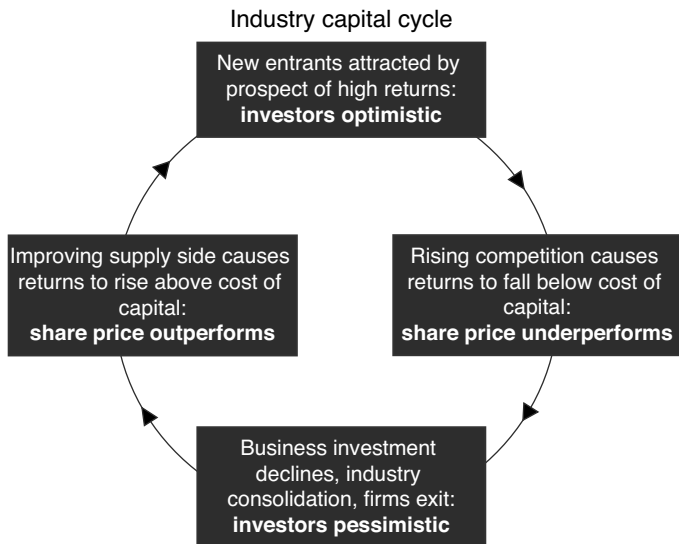 Industry capital cycle
New entrants attracted by
prospect of high returns:
investors optimistic
Improving supply side causes
returns to rise above cost of
capital:
share price outperforms
Rising competition causes
returns to fall below cost of
capital:
share price underperforms
Business investment
declines, industry
consolidation, firms exit:
investors pessimistic